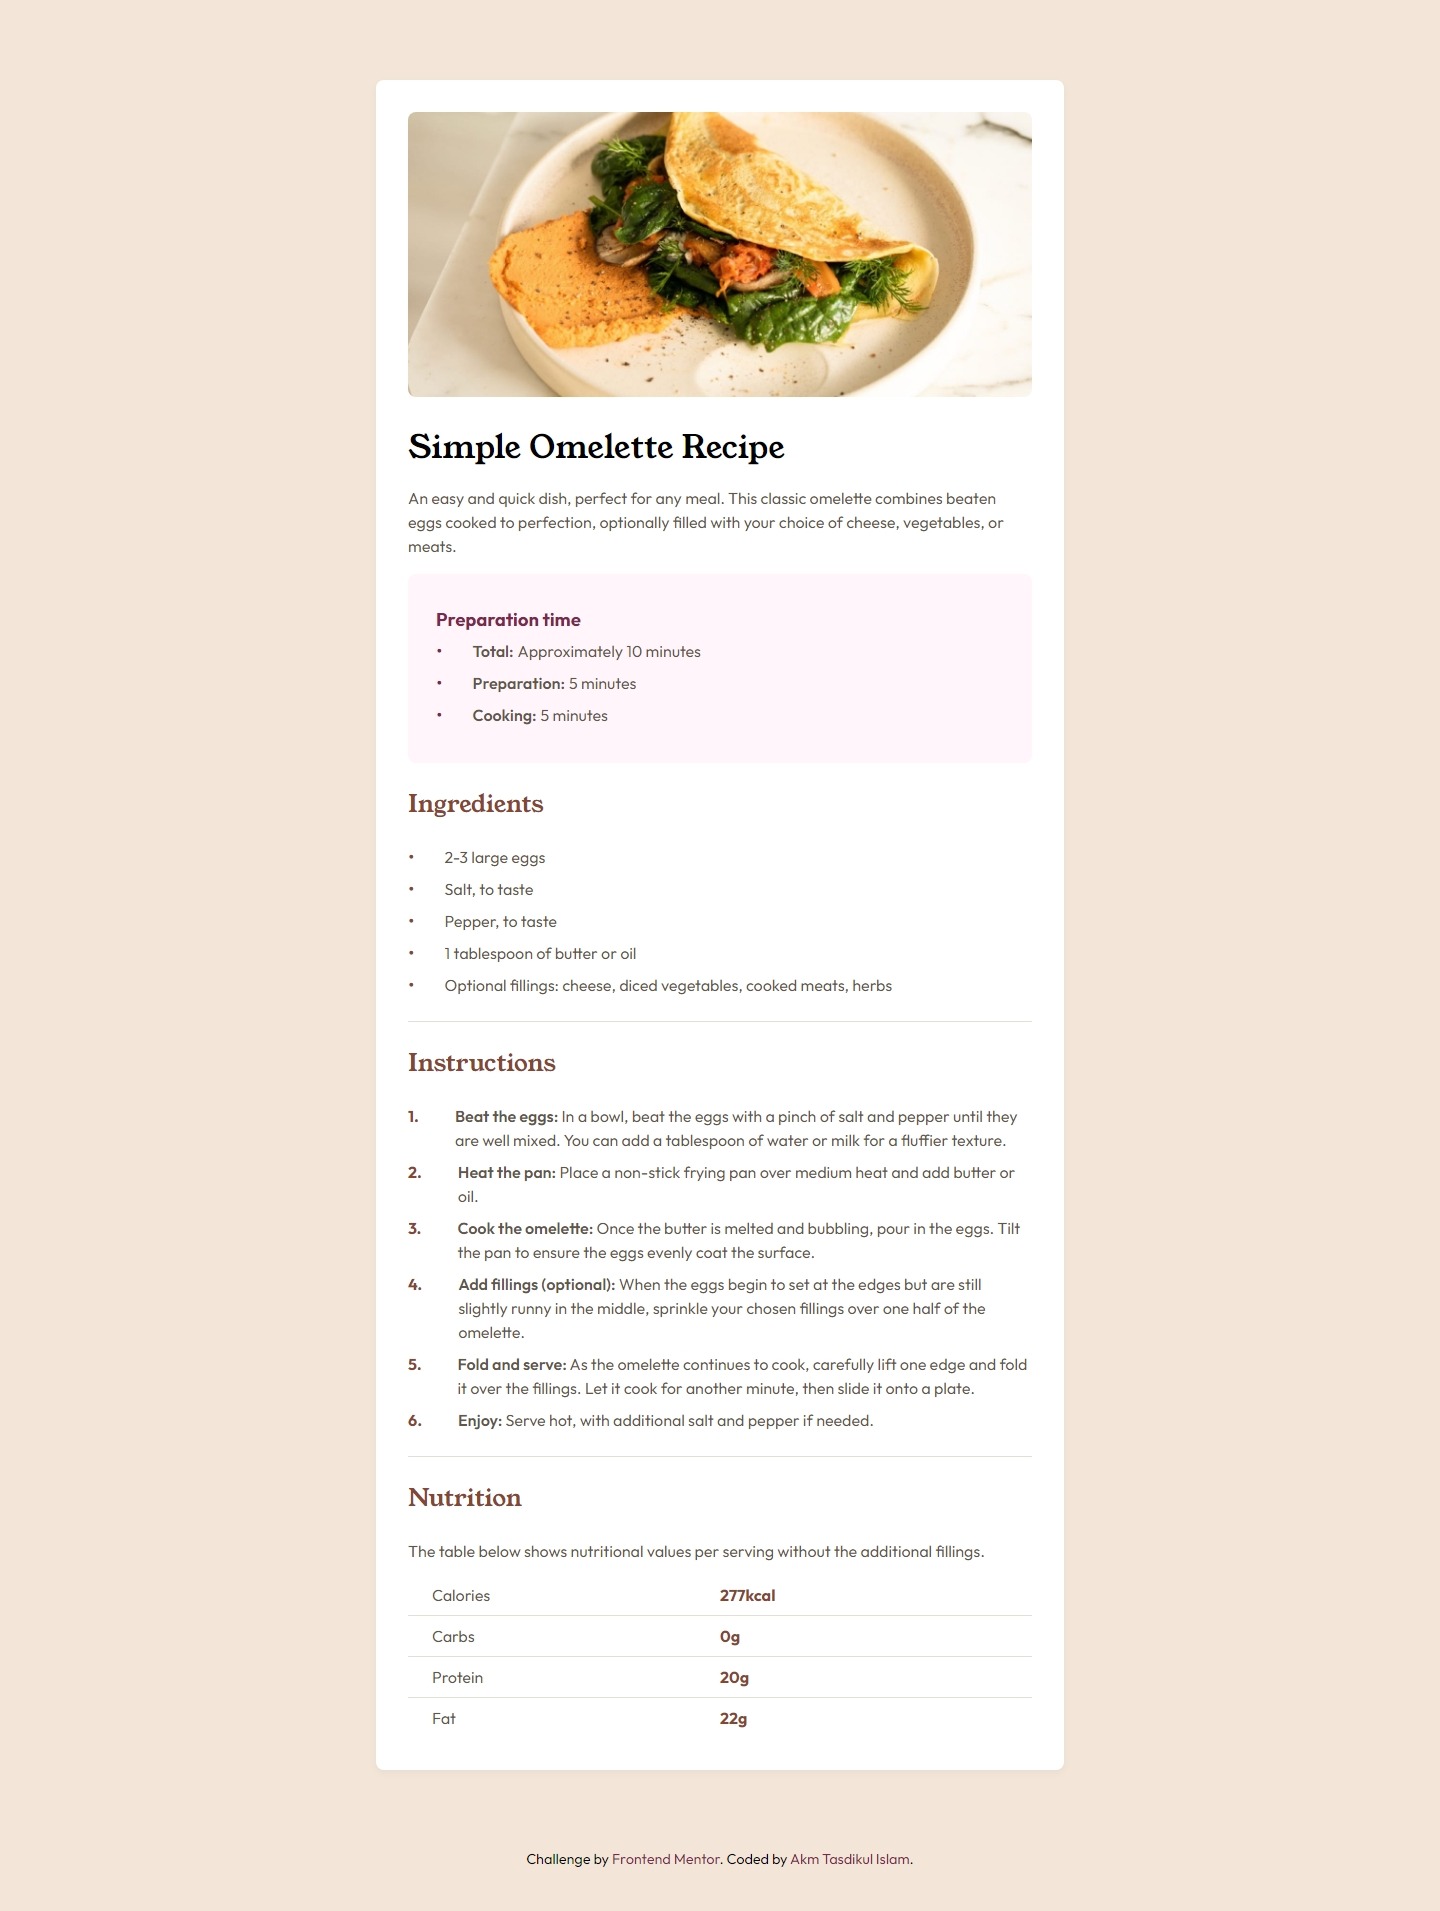 Simple Omelette Recipe
An easy and quick dish, perfect for any meal. This classic omelette combines beaten
eggs cooked to perfection, optionally filled with your choice of cheese, vegetables, or
meats.
Preparation time
• Total: Approximately 10 minutes
• Preparation: 5 minutes
• Cooking: 5 minutes
Ingredients
• 2-3 large eggs
• Salt, to taste
• Pepper, to taste
• 1 tablespoon of butter or oil
• Optional fillings: cheese, diced vegetables, cooked meats, herbs
Instructions
1. Beat the eggs: In a bowl, beat the eggs with a pinch of salt and pepper until they
are well mixed. You can add a tablespoon of water or milk for a fluffier texture.
2. Heat the pan: Place a non-stick frying pan over medium heat and add butter or
oil.
3. Cook the omelette: Once the butter is melted and bubbling, pour in the eggs. Tilt
the pan to ensure the eggs evenly coat the surface.
4. Add fillings (optional): When the eggs begin to set at the edges but are still
slightly runny in the middle, sprinkle your chosen fillings over one half of the
omelette.
5. Fold and serve: As the omelette continues to cook, carefully lift one edge and fold
it over the fillings. Let it cook for another minute, then slide it onto a plate.
6. Enjoy: Serve hot, with additional salt and pepper if needed.
Nutrition
The table below shows nutritional values per serving without the additional fillings.
Calories 277kcal
Carbs 0g
Protein 20g
Fat 22g
Challenge by Frontend Mentor. Coded by Akm Tasdikul Islam.